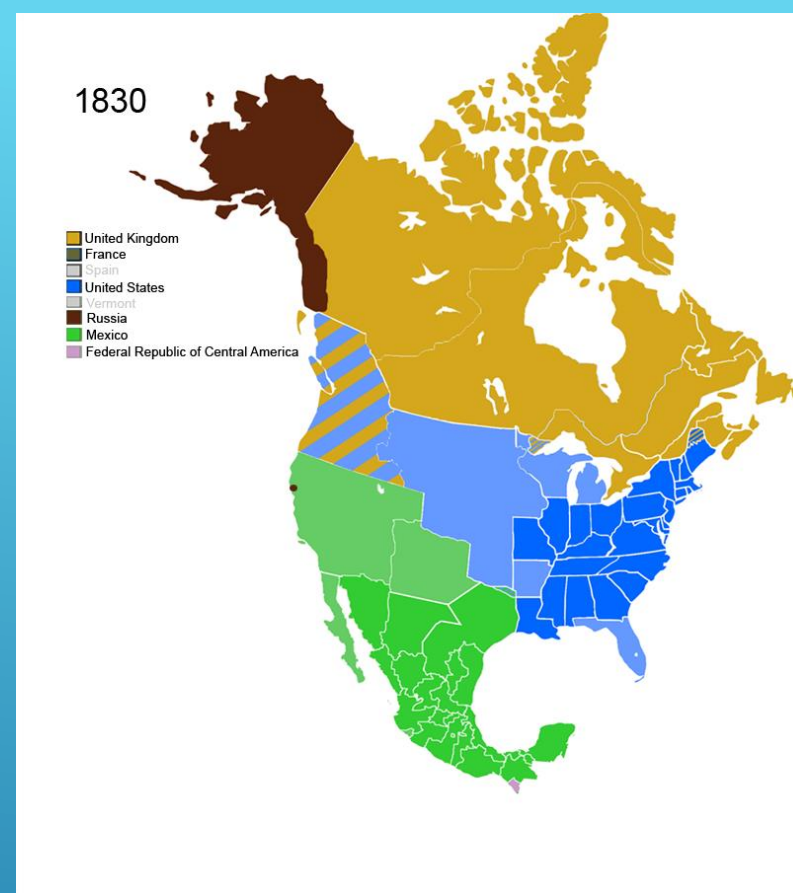 1830
United Kingdom
France
Spain
United States
Vermont
Russia
Mexico
Federal Republic of Central America